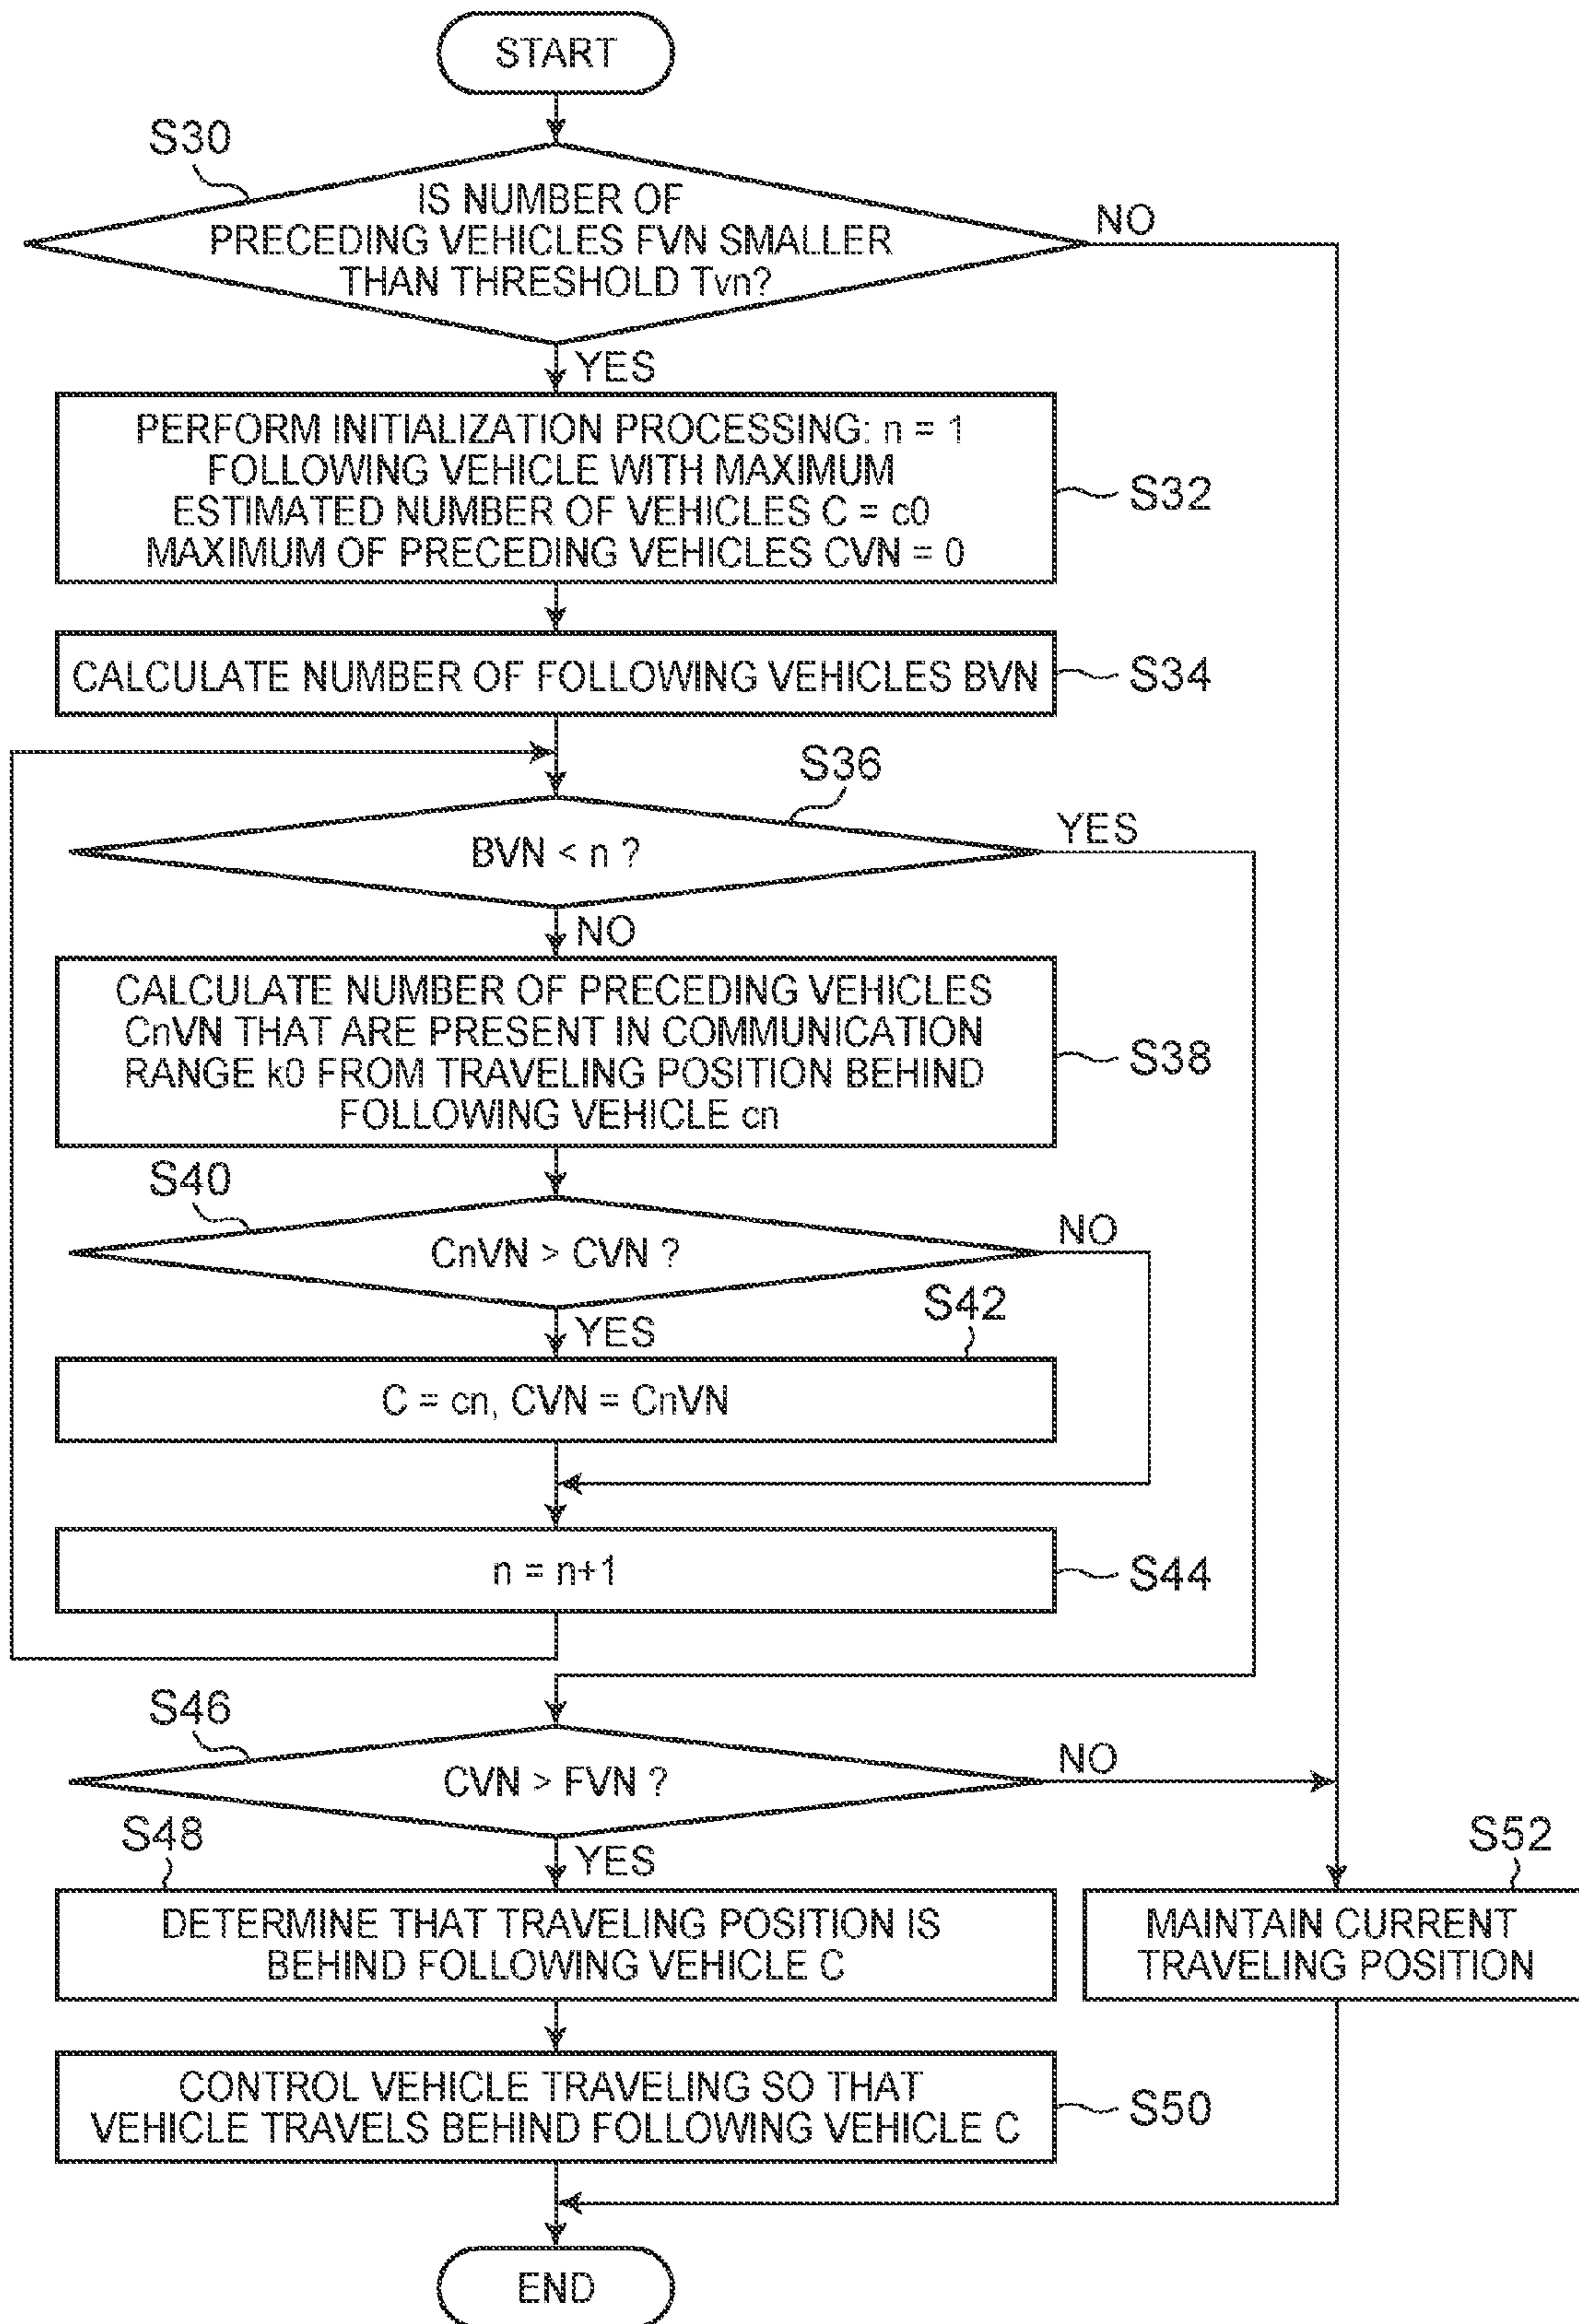 START
S30
IS NUMBER OF
PRECEDING VEHICLES FVN SMALLER
THAN THRESHOLD Tvn?
NO
YES
PERFORM INITIALIZATION PROCESSING: n = 1
FOLLOWING VEHICLE WITH MAXIMUM
ESTIMATED NUMBER OF VEHICLES C = c0
MAXIMUM OF PRECEDING VEHICLES CVN = 0
S32
CALCULATE NUMBER OF FOLLOWING VEHICLES BVN
S34
S36
BVN < n ?
YES
NO
CALCULATE NUMBER OF PRECEDING VEHICLES
CnVN THAT ARE PRESENT IN COMMUNICATION
RANGE k0 FROM TRAVELING POSITION BEHIND
FOLLOWING VEHICLE cn
S38
S40
CnVN > CVN ?
NO
YES
S42
C = cn, CVN = CnVN
n = n+1
S44
S46
CVN > FVN ?
NO
YES
S48
DETERMINE THAT TRAVELING POSITION IS
BEHIND FOLLOWING VEHICLE C
S52
MAINTAIN CURRENT
TRAVELING POSITION
CONTROL VEHICLE TRAVELING SO THAT
VEHICLE TRAVELS BEHIND FOLLOWING VEHICLE C
S50
END